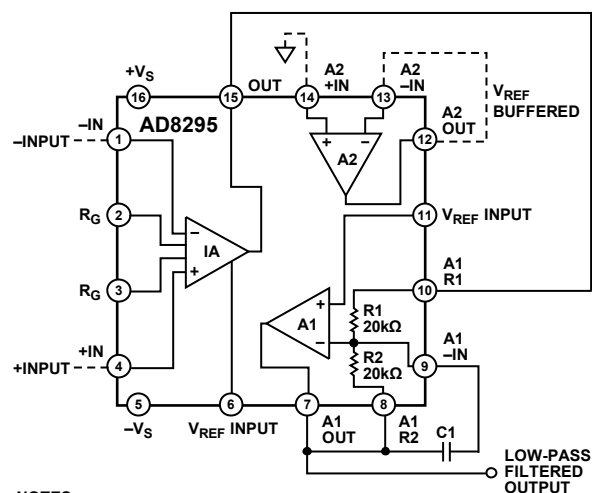 +VS
OUT
A2
+IN
A2
–IN
VREF
BUFFERED
16
15
14
13
AD8295
–IN
–INPUT
1
+
–
A2
A2
OUT
12
RG
2
–
IA
+
11
VREF INPUT
RG
3
+
A1
–
R1
20kΩ
R2
20kΩ
A1
R1
10
A1
–IN
9
+IN
+INPUT
4
5
6
7
8
–VS
VREF INPUT
A1
OUT
A1
R2
C1
LOW-PASS
FILTERED
OUTPUT